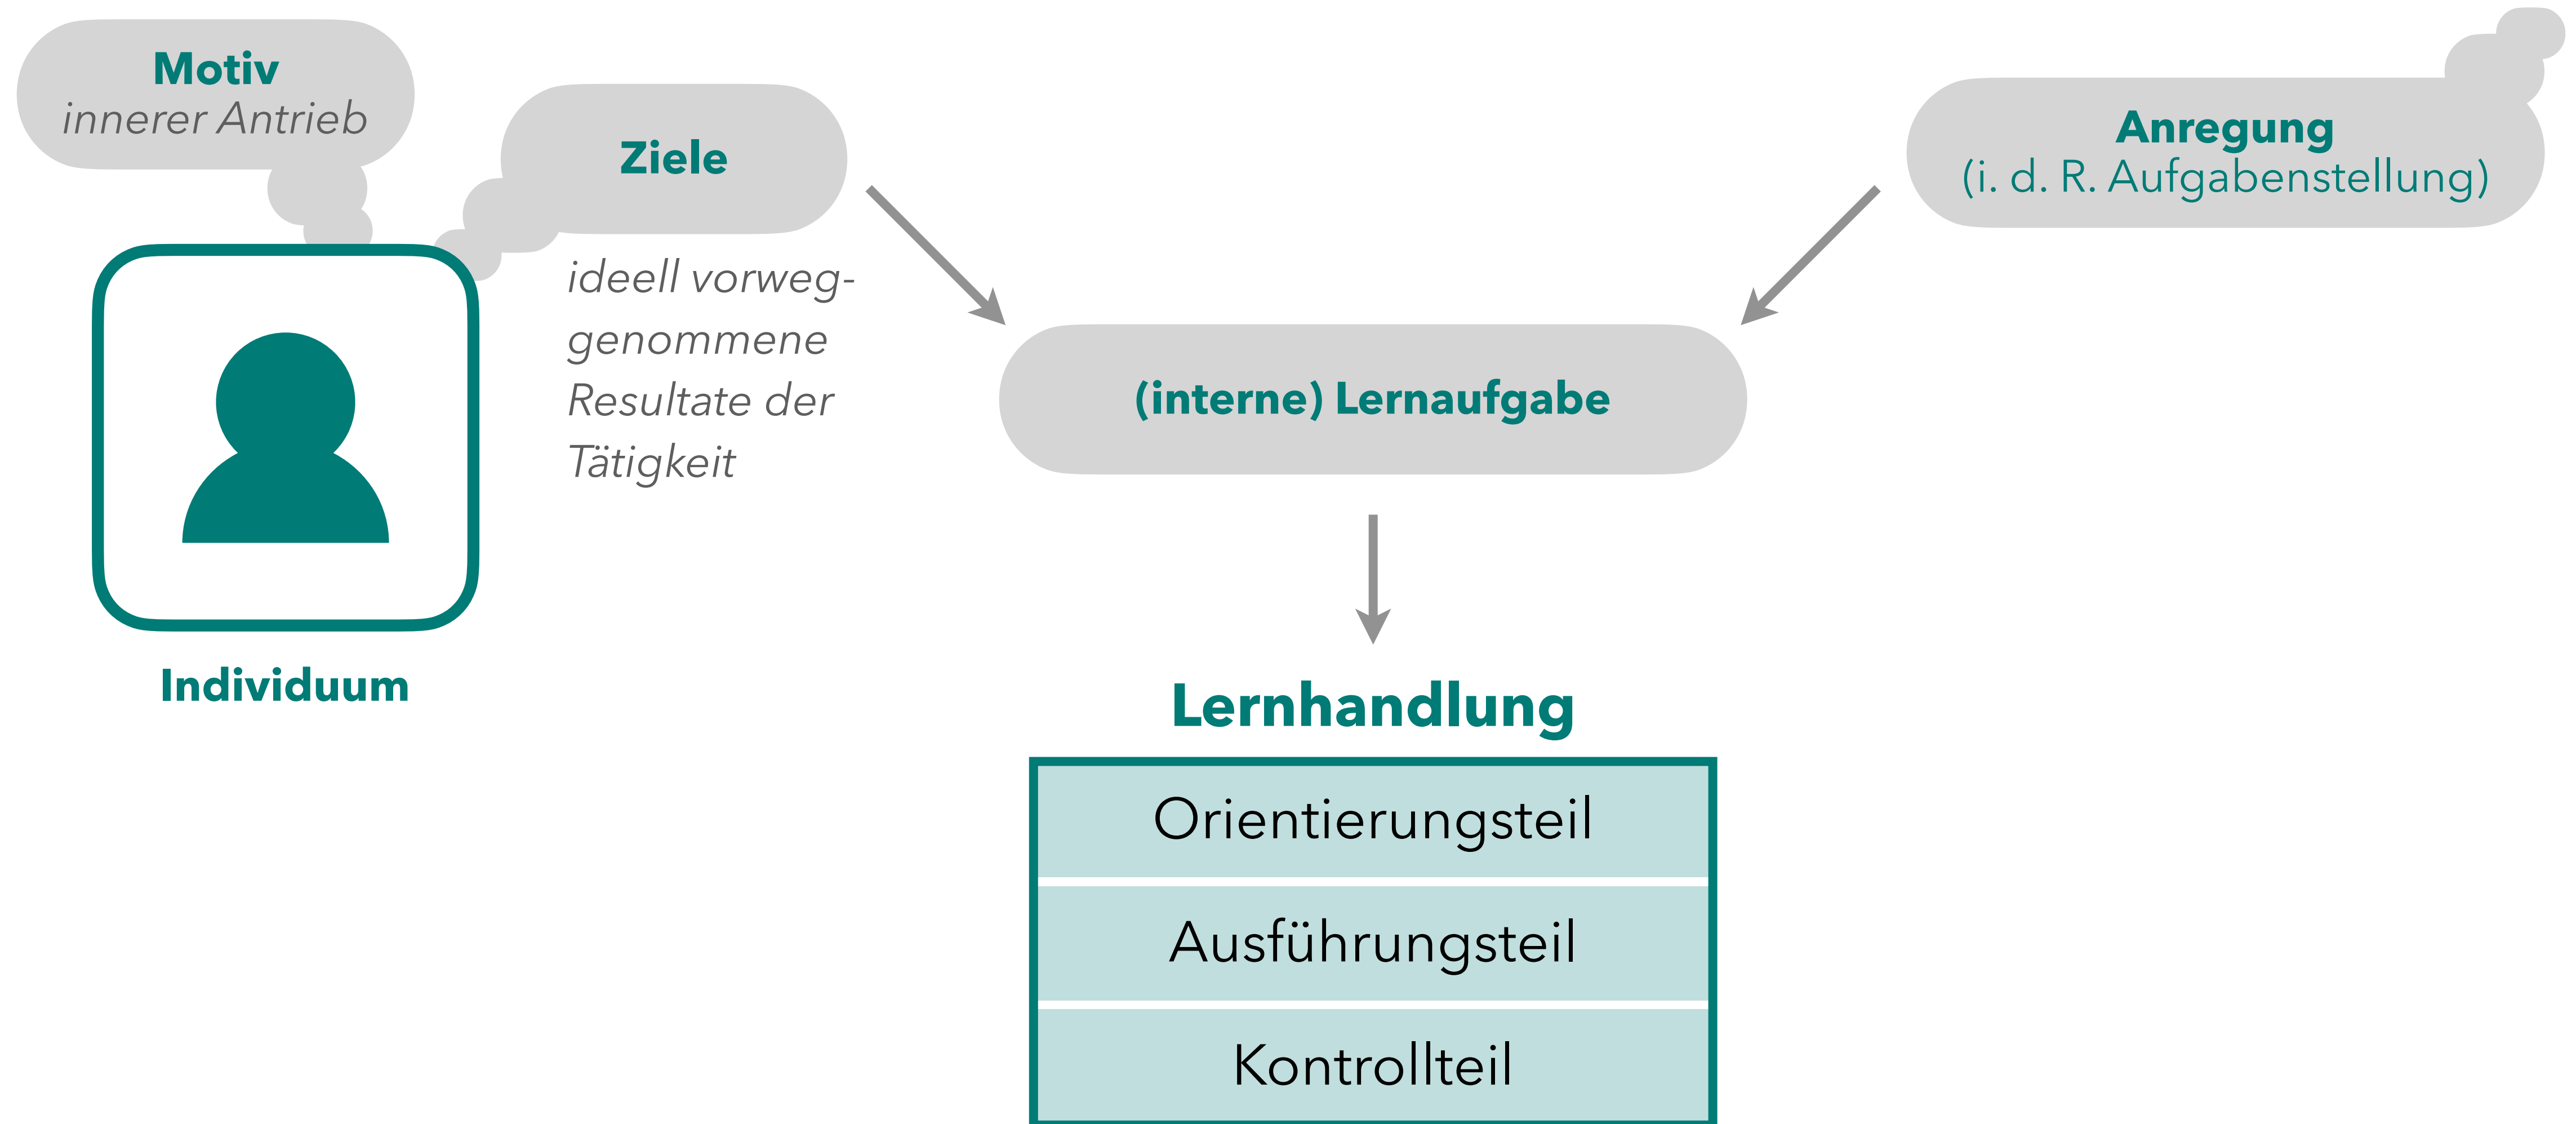 Motiv
innerer Antrieb
Ziele
ideell vorweg-
genommene
Resultate der
Tätigkeit
Individuum
Anregung
(i. d. R. Aufgabenstellung)
(interne) Lernaufgabe
Lernhandlung
Orientierungsteil
Ausführungsteil
Kontrollteil